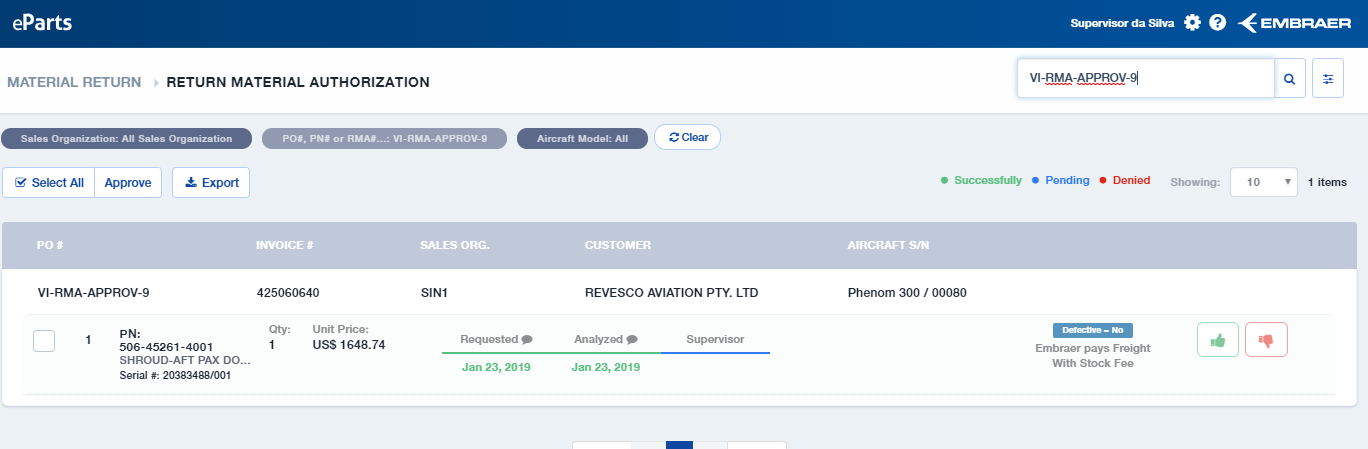 eParts
Supervisor da Silva
EMBRAER
MATERIAL RETURN
RETURN MATERIAL AUTHORIZATION
VI-RMA-APPROV-9
Sales Organization: All Sales Organization
PO#, PN# or RMA#...: VI-RMA-APPROV-9
Aircraft Model: All
Clear
Select All
Approve
Export
Successfully
Pending
Denied
Showing:
10
1 items
PO #
INVOICE #
SALES ORG.
CUSTOMER
AIRCRAFT S/N
VI-RMA-APPROV-9
425060640
SIN1
REVESCO AVIATION PTY. LTD
Phenom 300 / 00080
1
PN:
506-45261-4001
SHROUD-AFT PAX DO...
Serial #: 20383488/001
Qty:
1
Unit Price:
US$ 1648.74
Requested
Analyzed
Supervisor
Jan 23, 2019
Jan 23, 2019
Defective – No
Embraer pays Freight
With Stock Fee